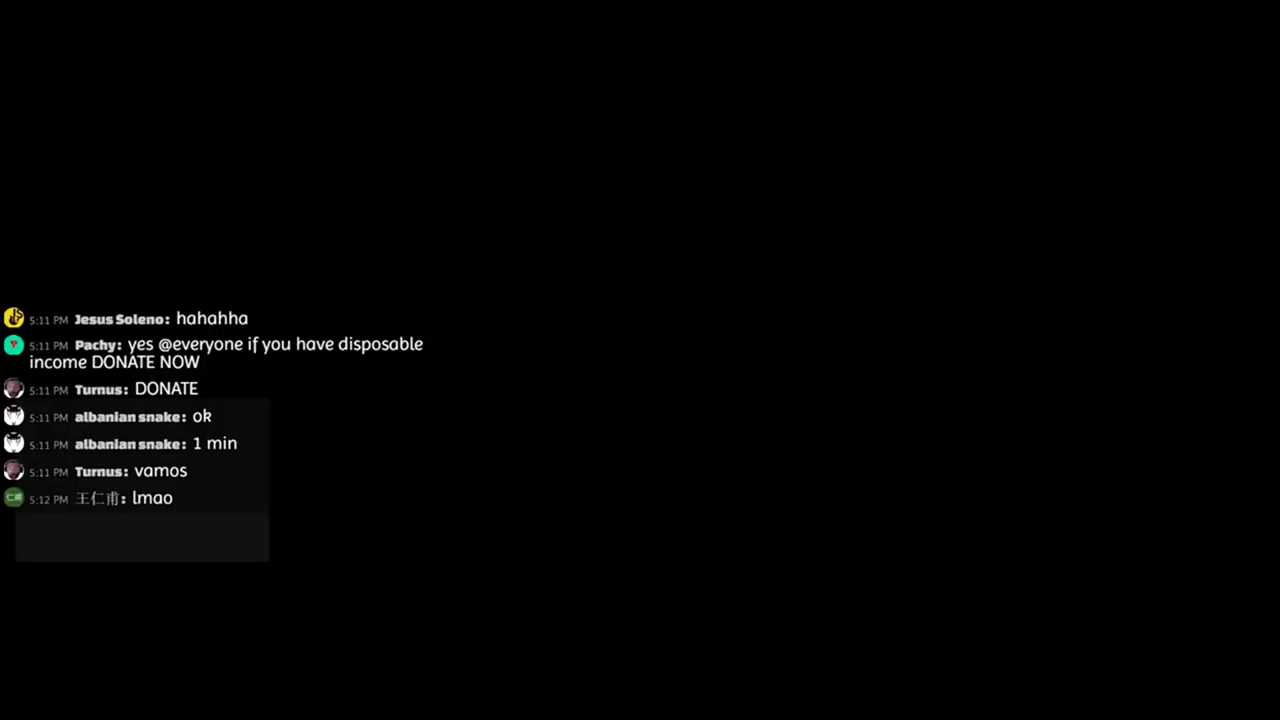 5:11 PM Jesus Soleno: hahahha
5:11 PM Pachy: yes @everyone if you have disposable
income DONATE NOW
5:11 PM Turnus: DONATE
5:11 PM albanian snake: ok
5:11 PM albanian snake: 1 min
5:11 PM Turnus: vamos
5:12 PM 王仁甫: lmao